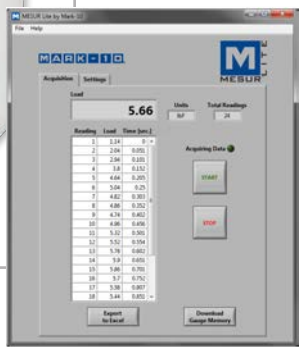 MESUR Lite by Mark-10
File Help
MARK-10
M
MESUR
LITE
Acquisition Settings
Load
5.66
Units
lbF
Total Readings
24
Reading Load Time (sec.)
1 1.14 0
2 2.04 0.051
3 2.94 0.101
4 3.8 0.152
5 4.64 0.205
6 5.04 0.25
7 4.82 0.303
8 4.86 0.352
9 4.74 0.402
10 4.96 0.456
11 5.32 0.501
12 5.52 0.554
13 5.78 0.602
14 5.9 0.651
15 5.86 0.701
16 5.7 0.752
17 5.58 0.807
18 5.44 0.851
Acquiring Data
START
STOP
Export
to Excel
Download
Gauge Memory